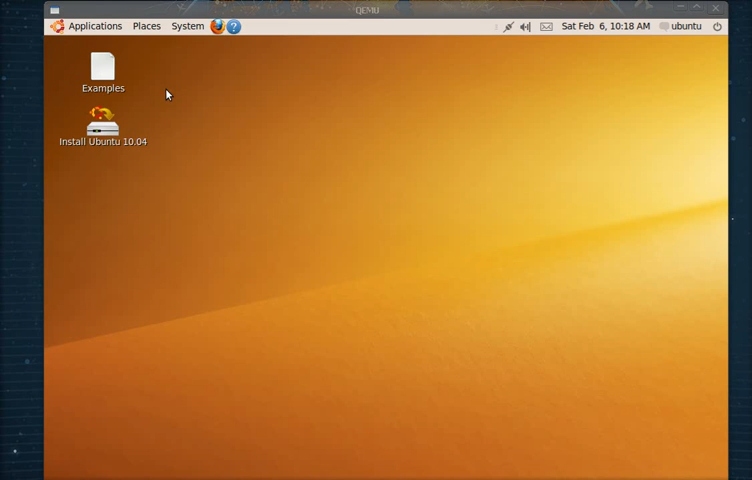 QEMU
Applications Places System ? Sat Feb 6, 10:18 AM ubuntu
Examples
Install Ubuntu 10.04